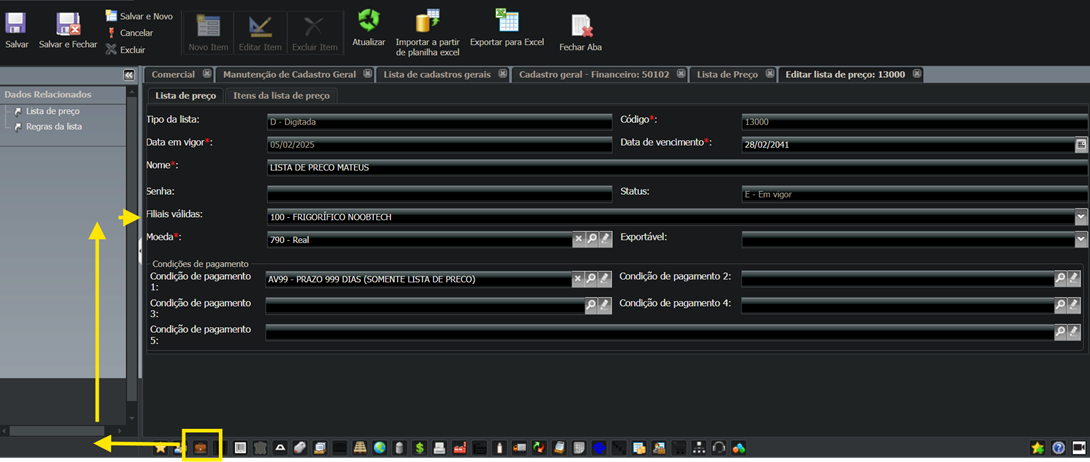 Salvar
Salvar e Fechar
Salvar e Novo
Cancelar
Excluir
Novo Item
Editar Item
Excluir Item
Atualizar
Importar a partir
de planilha excel
Exportar para Excel
Fechar Aba
Comercial
Manutenção de Cadastro Geral
Lista de cadastros gerais
Cadastro geral - Financeiro: 50102
Lista de Preço
Editar lista de preço: 13000
Dados Relacionados
Lista de preço
Regras da lista
Lista de preço
Itens da lista de preço
Tipo da lista: D - Digitada Código*: 13000
Data em vigor*: 05/02/2025 Data de vencimento*: 28/02/2041
Nome*: LISTA DE PRECO MATEUS
Senha: Status: E - Em vigor
Filiais válidas: 100 - FRIGORÍFICO NOOBTECH
Moeda*: 790 - Real Exportável:
Condições de pagamento
Condição de pagamento
1: AV99 - PRAZO 999 DIAS (SOMENTE LISTA DE PRECO) Condição de pagamento 2:
Condição de pagamento
3: Condição de pagamento 4:
Condição de pagamento
5: